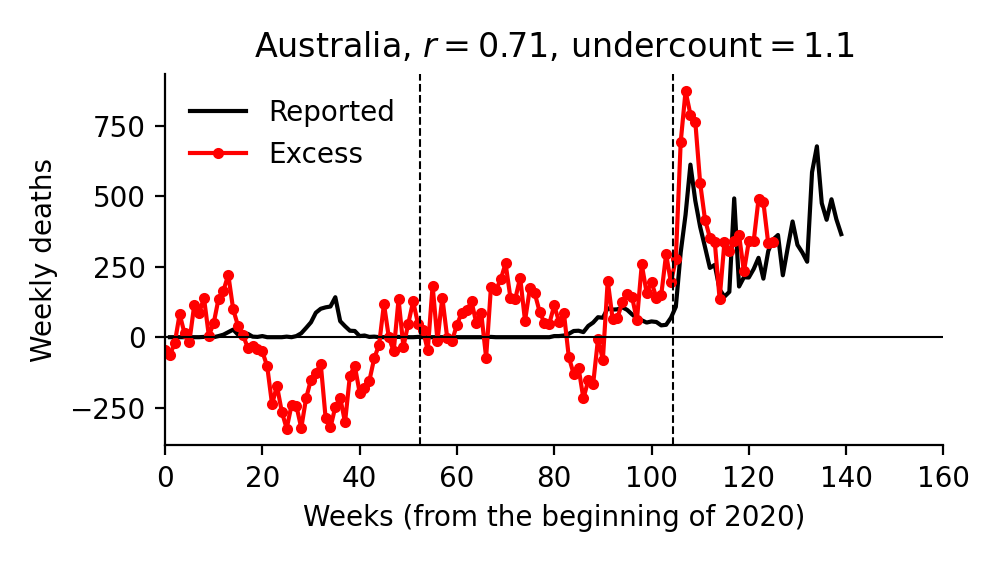 Australia, r = 0.71, undercount = 1.1
Reported
Excess
Weekly deaths
750
500
250
0
−250
0 20 40 60 80 100 120 140 160
Weeks (from the beginning of 2020)